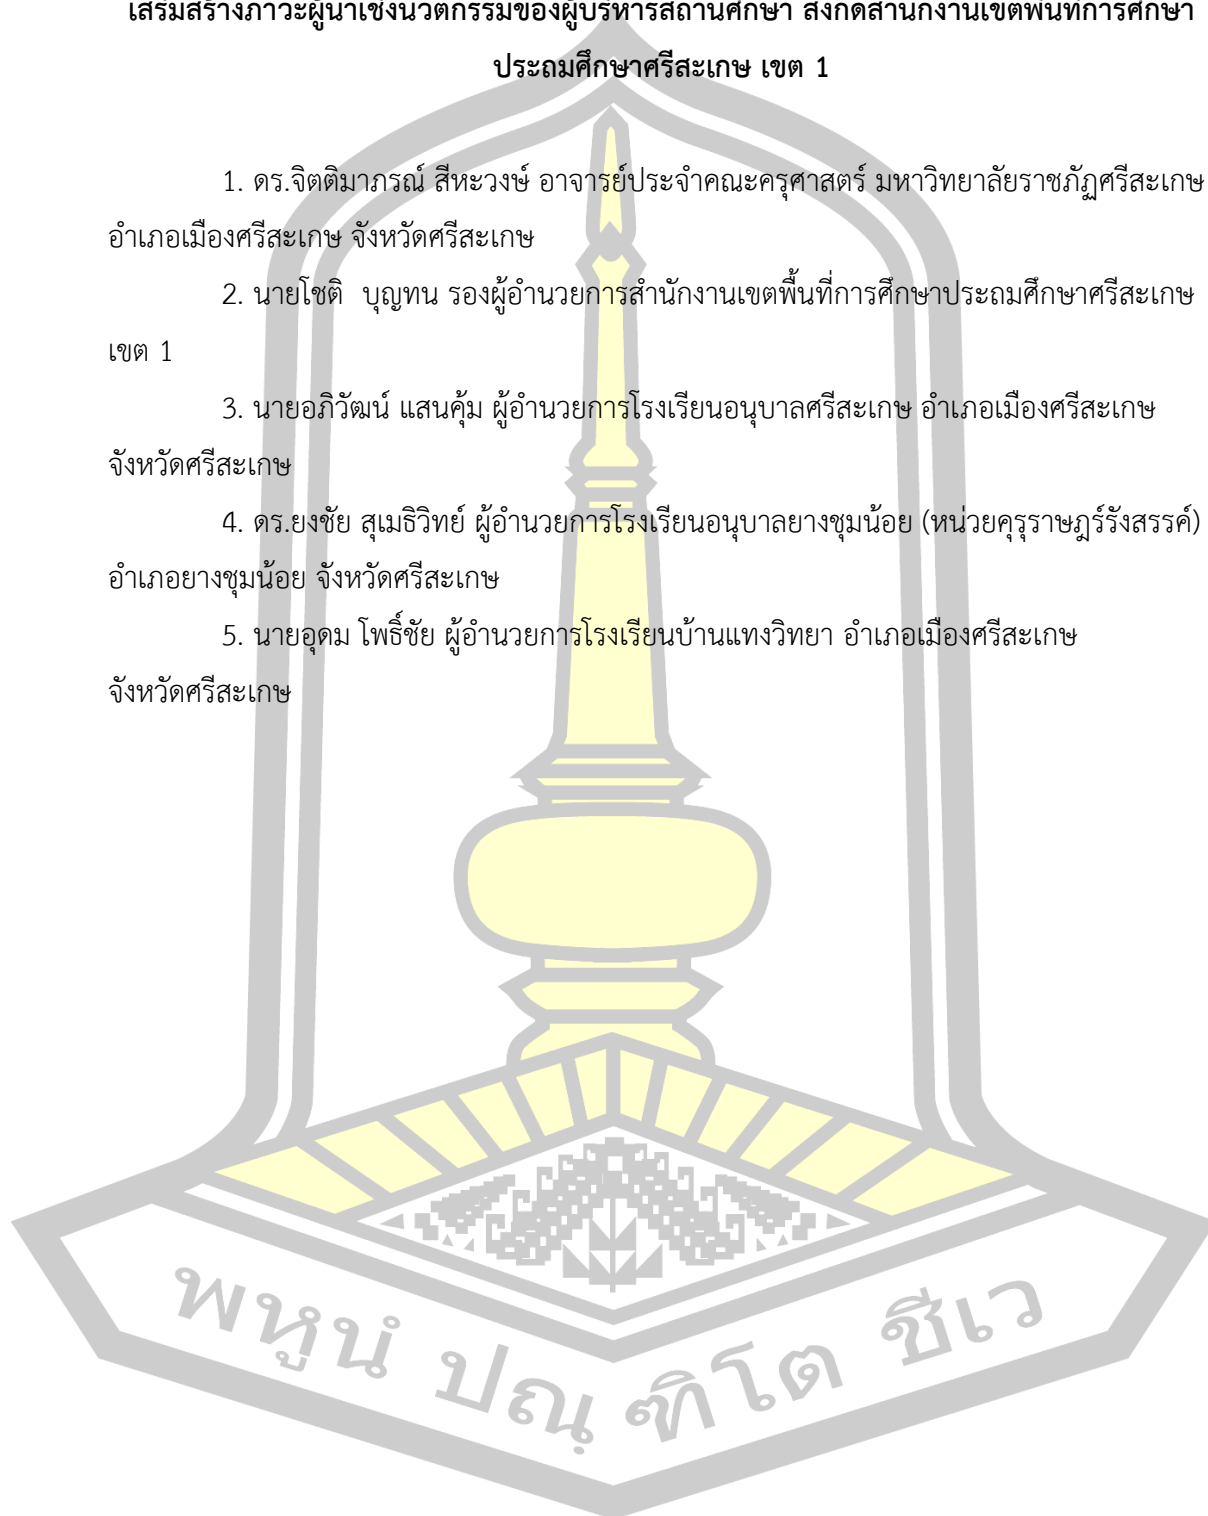 เสริมสร้างภาวะผู้นำเชิงนวัตกรรมของผู้บริหารสถานศึกษา สังกัดสำนักงานเขตพื้นที่การศึกษา
ประถมศึกษาศรีสะเกษ เขต 1
1. ดร.จิตติมาภรณ์ สีหะวงษ์ อาจารย์ประจำคณะครุศาสตร์ มหาวิทยาลัยราชภัฏศรีสะเกษ
อำเภอเมืองศรีสะเกษ จังหวัดศรีสะเกษ
2. นายโชติ  บุญทน รองผู้อำนวยการสำนักงานเขตพื้นที่การศึกษาประถมศึกษาศรีสะเกษ
เขต 1
3. นายอภิวัฒน์ แสนคุ้ม ผู้อำนวยการโรงเรียนอนุบาลศรีสะเกษ อำเภอเมืองศรีสะเกษ
จังหวัดศรีสะเกษ
4. ดร.ยงชัย สุเมธิวิทย์ ผู้อำนวยการโรงเรียนอนุบาลยางชุมน้อย (หน่วยคุรุราษฎร์รังสรรค์)
อำเภอยางชุมน้อย จังหวัดศรีสะเกษ
5. นายอุดม โพธิ์ชัย ผู้อำนวยการโรงเรียนบ้านแทงวิทยา อำเภอเมืองศรีสะเกษ
จังหวัดศรีสะเกษ
พหูนํ ปณฺ ฑิโต ชีเว